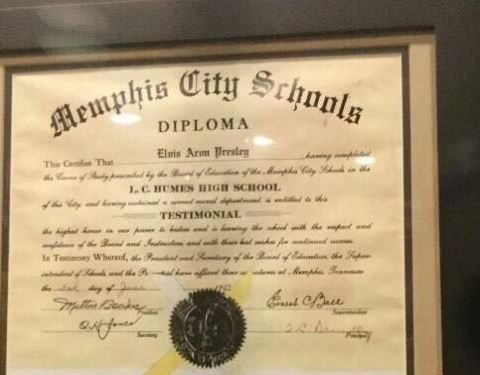 Memphis City Schools
DIPLOMA
This Certifies That Elvis Aron Presley having completed
the Course of Study prescribed by the Board of Education of the Memphis City Schools in the
L. C. HUMES HIGH SCHOOL
of this City, and having sustained a correct moral deportment, is entitled to this
TESTIMONIAL
the highest honor in our power to bestow and is leaving the school with the respect and
confidence of the Board and Instructors and with their best wishes for continued success.
In Testimony Whereof, the President and Secretary of the Board of Education, the Super-
intendent of Schools, and the Principal have affixed their signatures at Memphis, Tennessee
the 3rd day of June
President
Ernest C Ball
Superintendent
Secretary
Principal